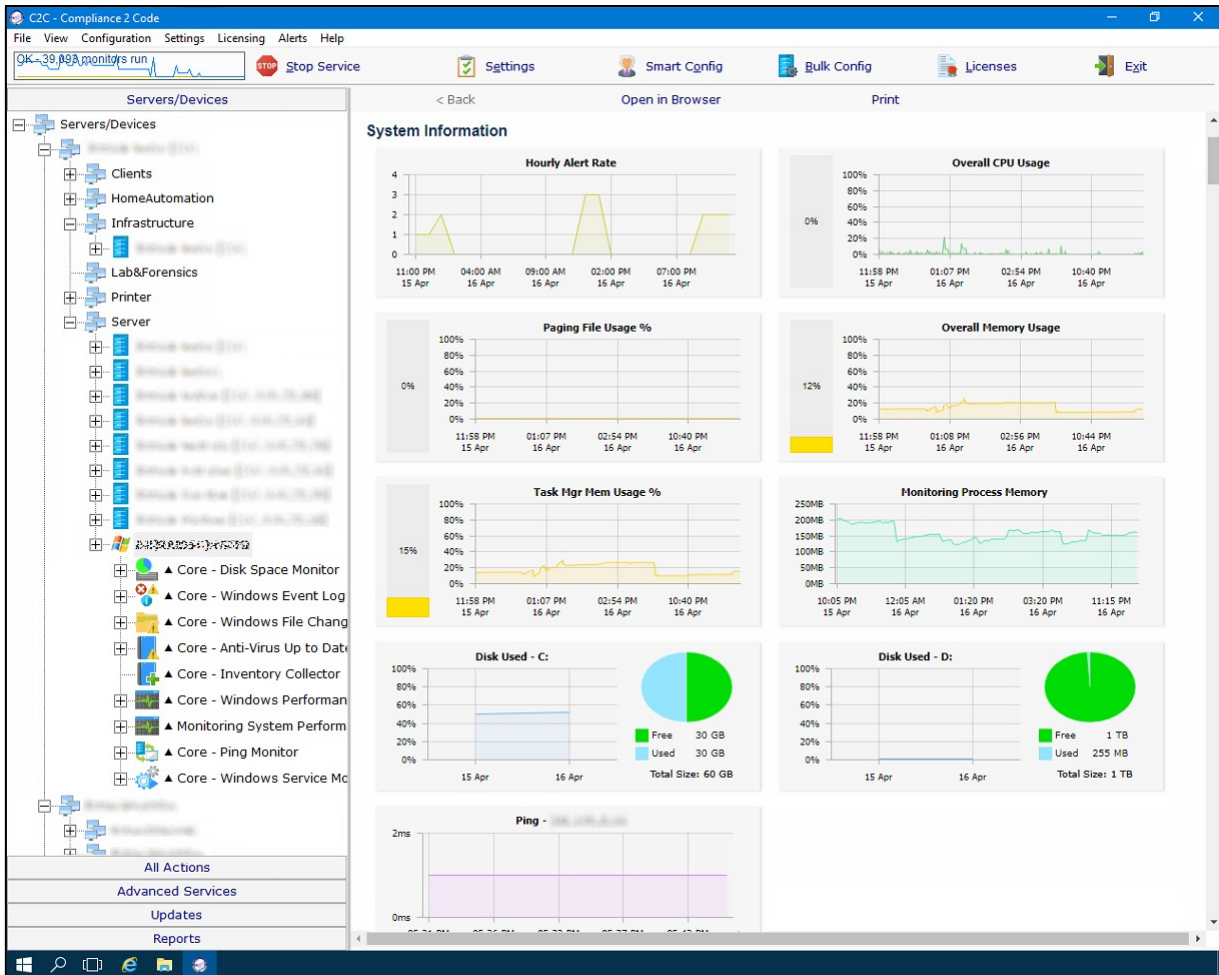 C2C - Compliance 2 Code
File View Configuration Settings Licensing Alerts Help
OK - 39,093 monitors run
STOP Stop Service Settings Smart Config Bulk Config Licenses Exit
Servers/Devices
< Back Open in Browser Print
Servers/Devices
Clients
HomeAutomation
Infrastructure
Lab&Forensics
Printer
Server
▲ Core - Disk Space Monitor
▲ Core - Windows Event Log
▲ Core - Windows File Chang
▲ Core - Anti-Virus Up to Date
▲ Core - Inventory Collector
▲ Core - Windows Performan
▲ Monitoring System Perform
▲ Core - Ping Monitor
▲ Core - Windows Service Mo
All Actions
Advanced Services
Updates
Reports
System Information
Hourly Alert Rate
4
3
2
1
0
11:00 PM 04:00 AM 09:00 AM 02:00 PM 07:00 PM
15 Apr 16 Apr 16 Apr 16 Apr 16 Apr
Overall CPU Usage
0%
100%
80%
60%
40%
20%
0%
11:58 PM 01:07 PM 02:54 PM 10:40 PM
15 Apr 16 Apr 16 Apr 16 Apr
Paging File Usage %
0%
100%
80%
60%
40%
20%
0%
11:58 PM 01:07 PM 02:54 PM 10:40 PM
15 Apr 16 Apr 16 Apr 16 Apr
Overall Memory Usage
12%
100%
80%
60%
40%
20%
0%
11:58 PM 01:08 PM 02:56 PM 10:44 PM
15 Apr 16 Apr 16 Apr 16 Apr
Task Mgr Mem Usage %
15%
100%
80%
60%
40%
20%
0%
11:58 PM 01:07 PM 02:54 PM 10:40 PM
15 Apr 16 Apr 16 Apr 16 Apr
Monitoring Process Memory
250MB
200MB
150MB
100MB
50MB
0MB
10:05 PM 12:05 AM 01:20 PM 03:20 PM 11:15 PM
15 Apr 16 Apr 16 Apr 16 Apr 16 Apr
Disk Used - C:
100%
80%
60%
40%
20%
0%
15 Apr 16 Apr
Free 30 GB
Used 30 GB
Total Size: 60 GB
Disk Used - D:
100%
80%
60%
40%
20%
0%
15 Apr 16 Apr
Free 1 TB
Used 255 MB
Total Size: 1 TB
Ping -
2ms
0ms